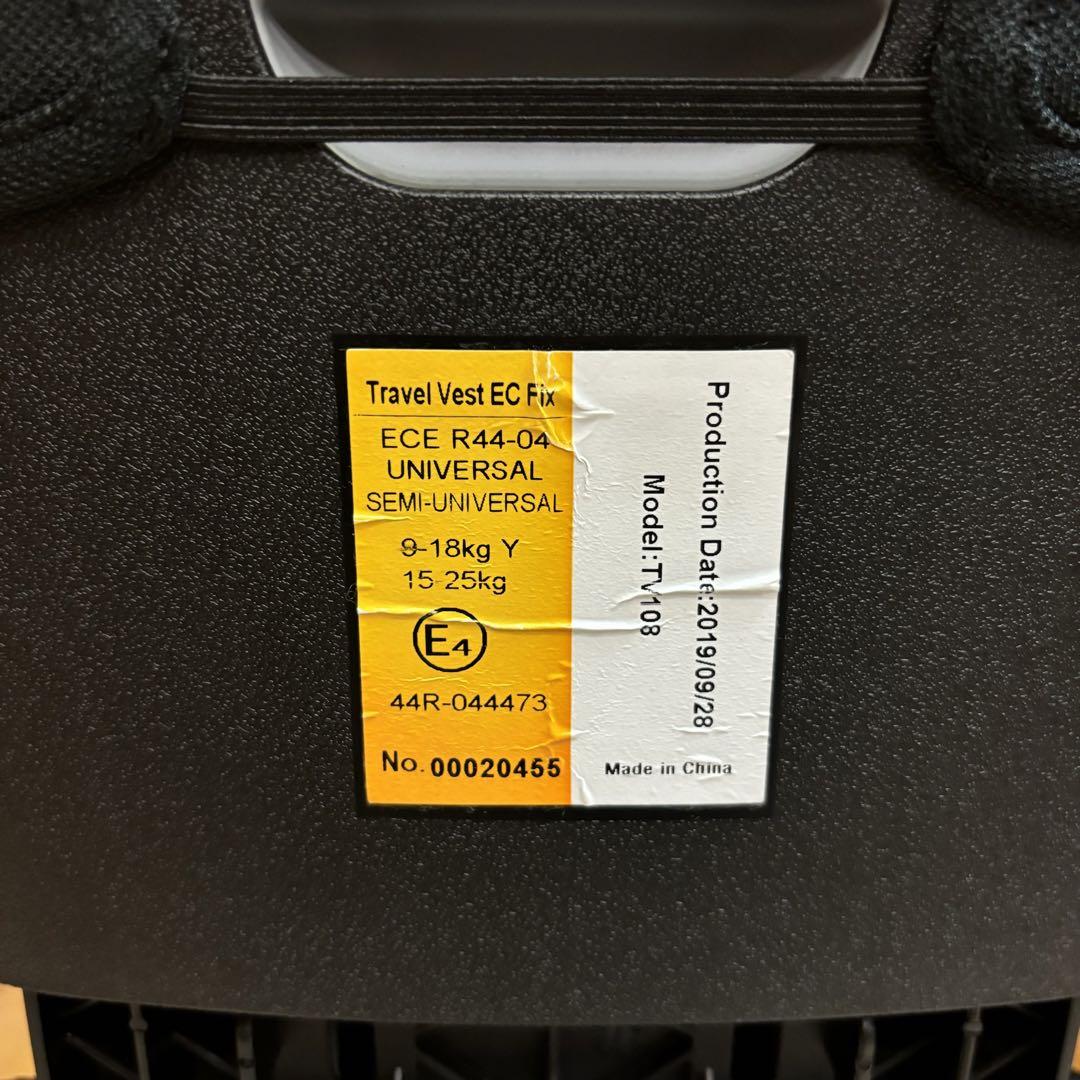 Travel Vest EC Fix
ECE R44-04
UNIVERSAL
SEMI-UNIVERSAL
9-18kg Y
15-25kg
E4
44R-044473
No. 00020455
Production Date:2019/09/28
Model:TV108
Made in China